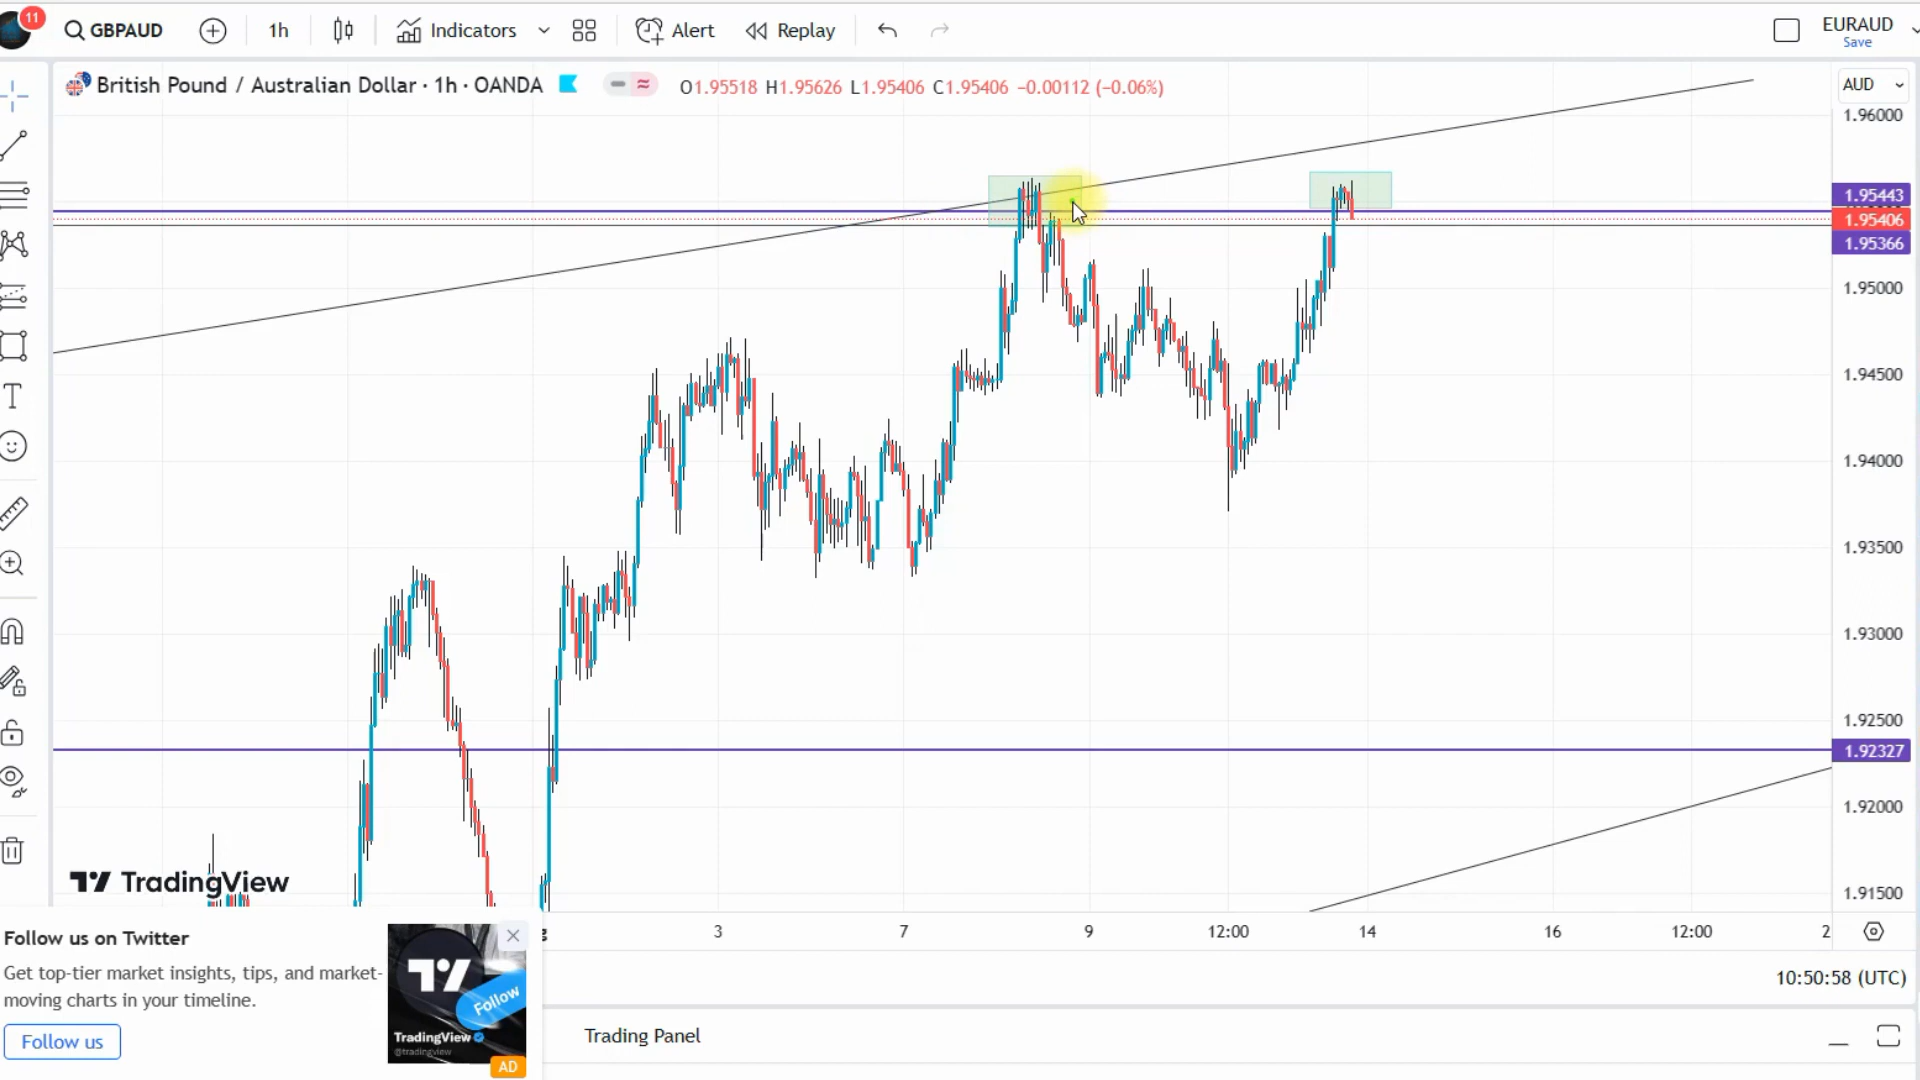 11
GBPAUD
1h
Indicators
Alert
Replay
EURAUD
Save
British Pound / Australian Dollar · 1h · OANDA
O1.95518 H1.95626 L1.95406 C1.95406 −0.00112 (−0.06%)
AUD
1.96000
1.95443
1.95406
1.95366
1.95000
1.94500
1.94000
1.93500
1.93000
1.92500
1.92327
1.92000
1.91500
TradingView
3
7
9
12:00
14
16
12:00
2
Follow us on Twitter
Get top-tier market insights, tips, and market-
moving charts in your timeline.
Follow us
Follow
TradingView
@tradingview
AD
10:50:58 (UTC)
Trading Panel